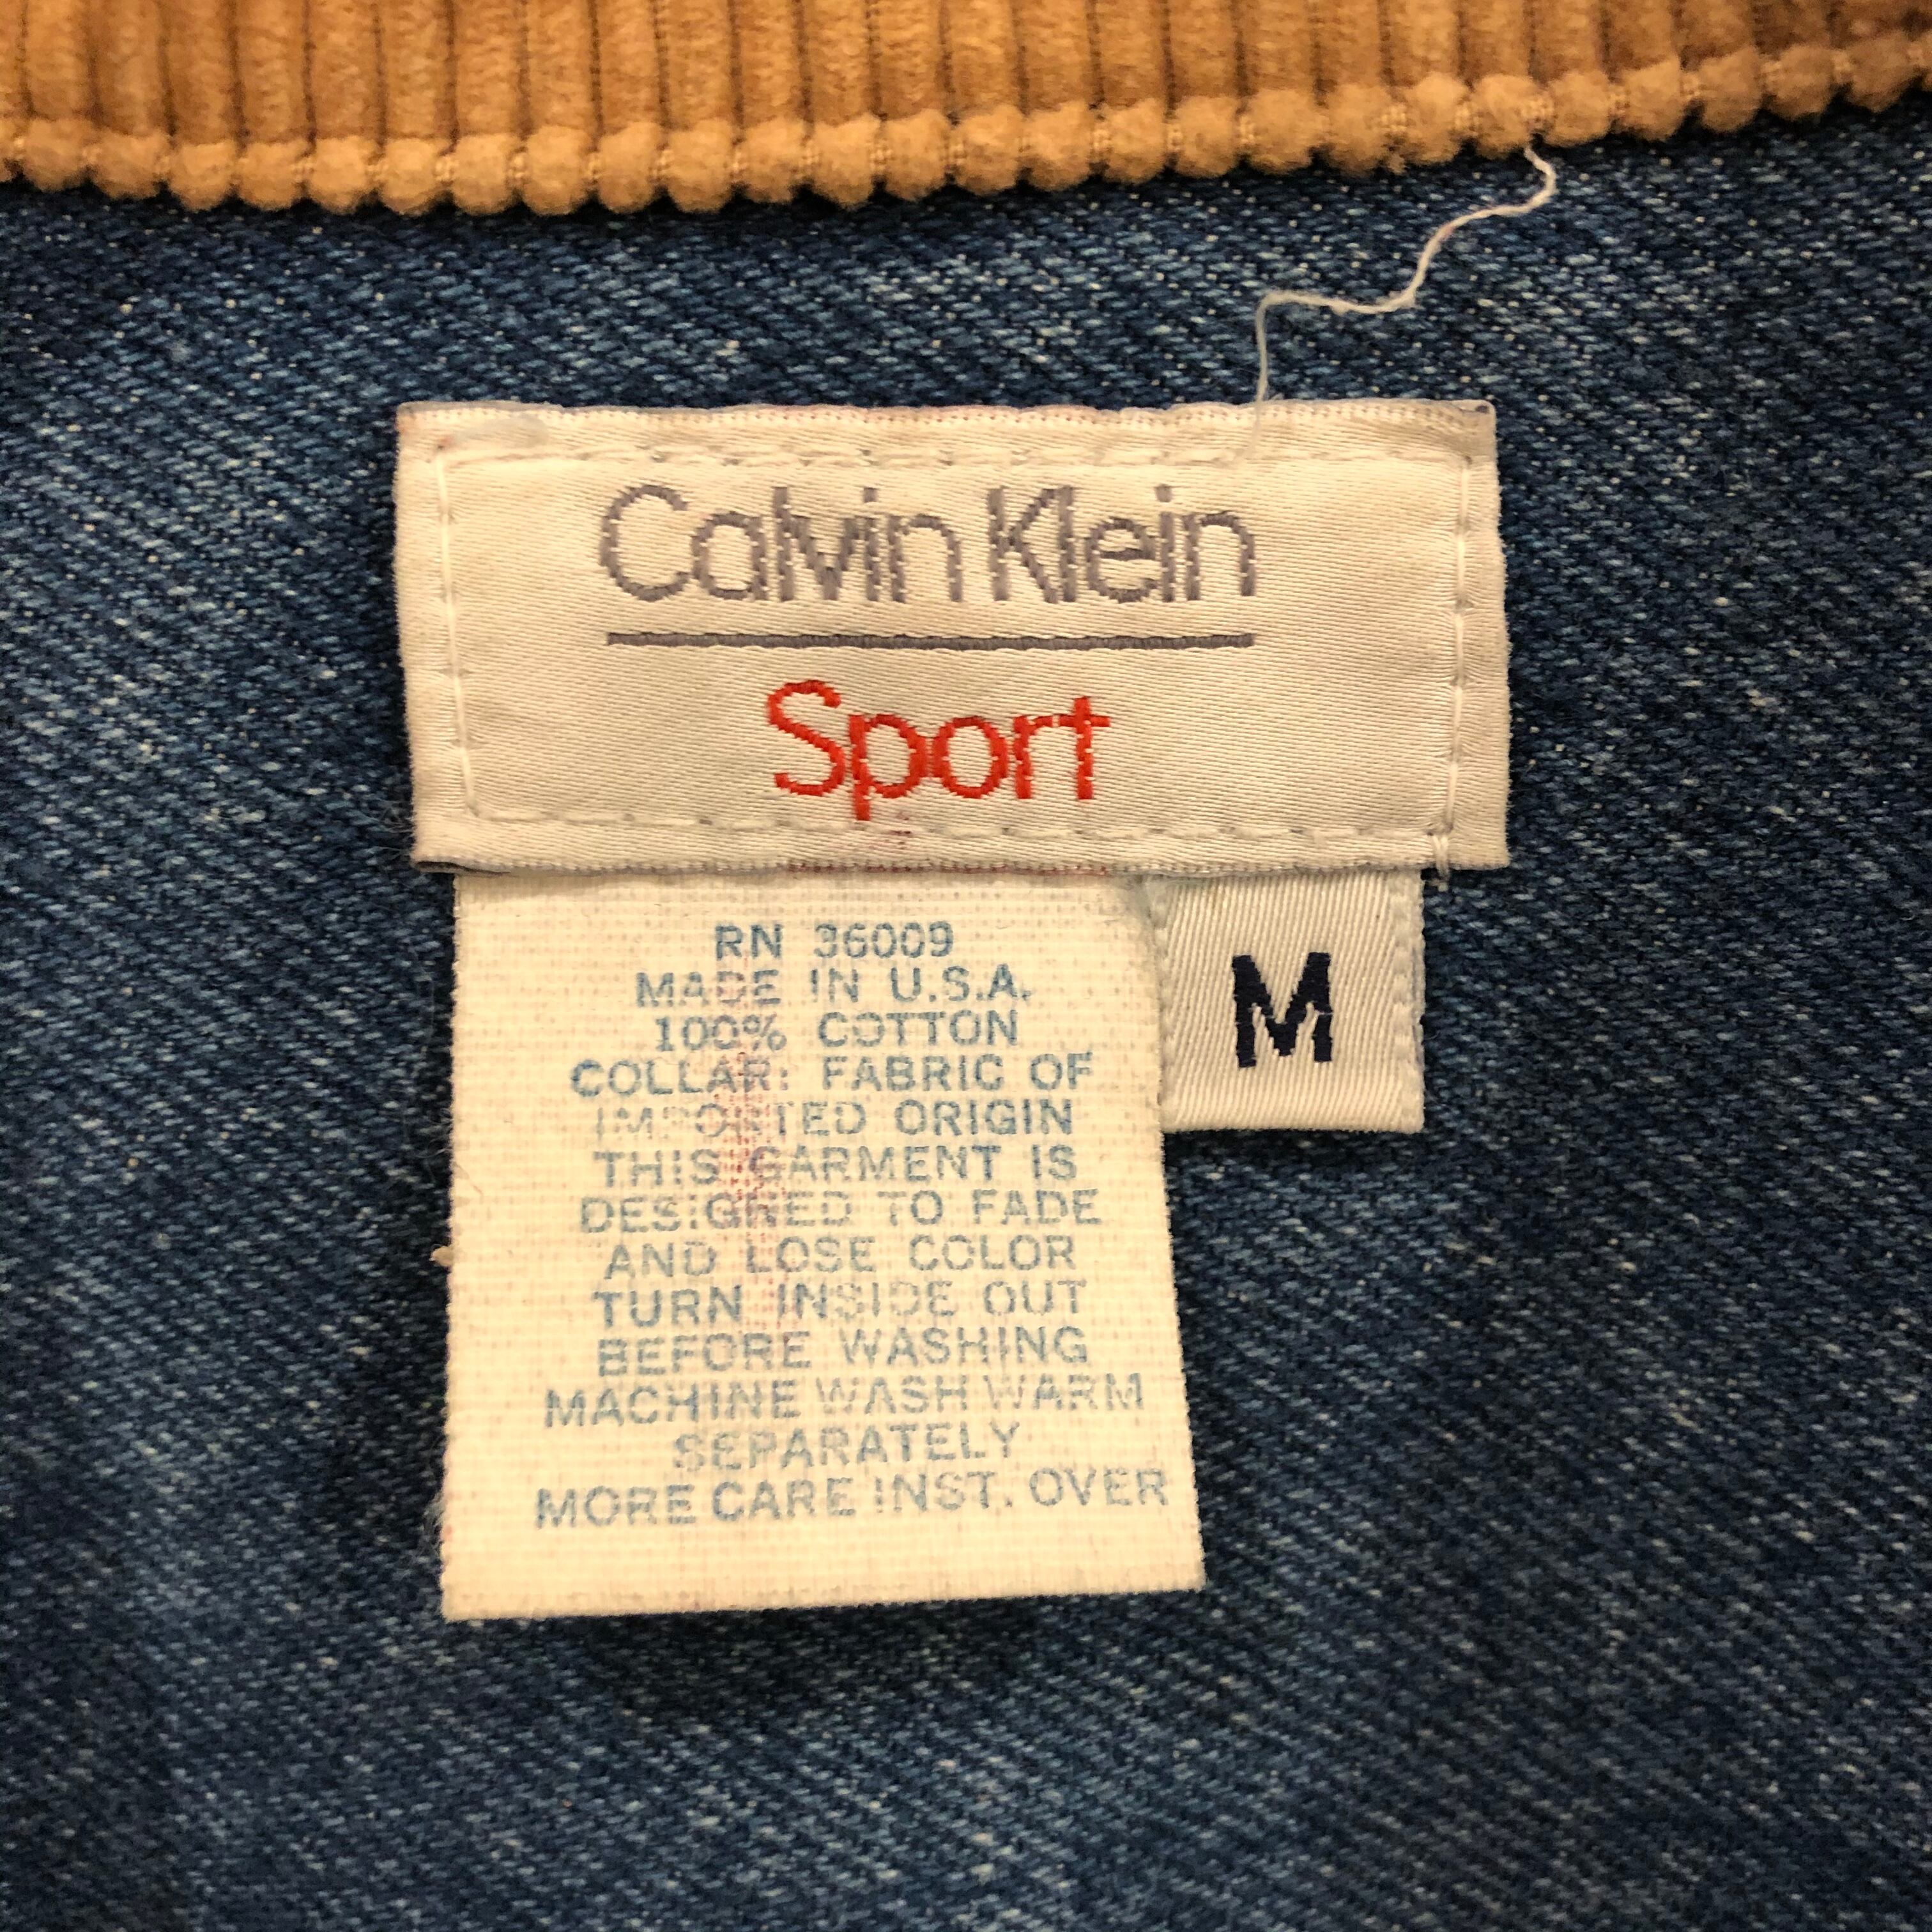 Calvin Klein
Sport
M
RN 36009
MADE IN U.S.A.
100% COTTON
COLLAR: FABRIC OF
IMPORTED ORIGIN
THIS GARMENT IS
DESIGNED TO FADE
AND LOSE COLOR
TURN INSIDE OUT
BEFORE WASHING
MACHINE WASH WARM
SEPARATELY
MORE CARE INST. OVER